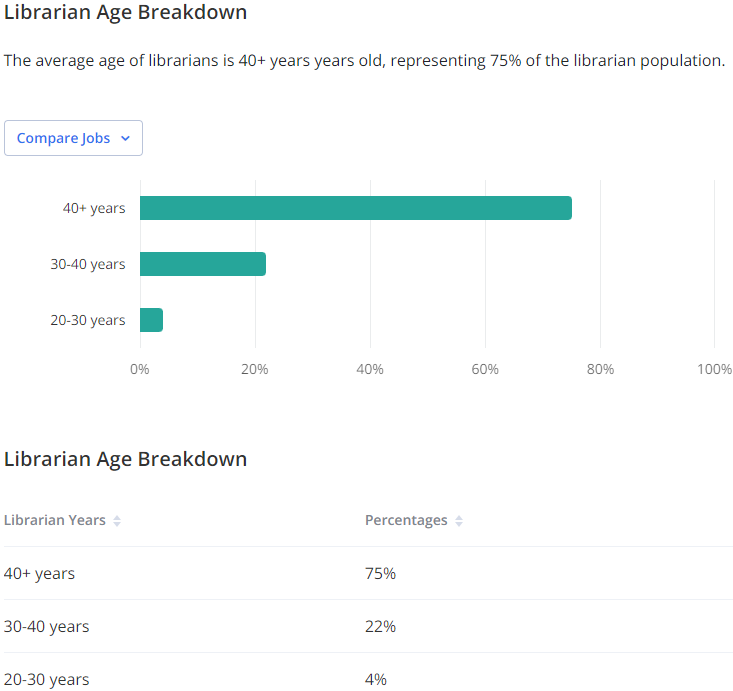 Librarian Age Breakdown
The average age of librarians is 40+ years years old, representing 75% of the librarian population.
Compare Jobs
40+ years
30-40 years
20-30 years
0% 20% 40% 60% 80% 100%
Librarian Age Breakdown
Librarian Years Percentages
40+ years 75%
30-40 years 22%
20-30 years 4%